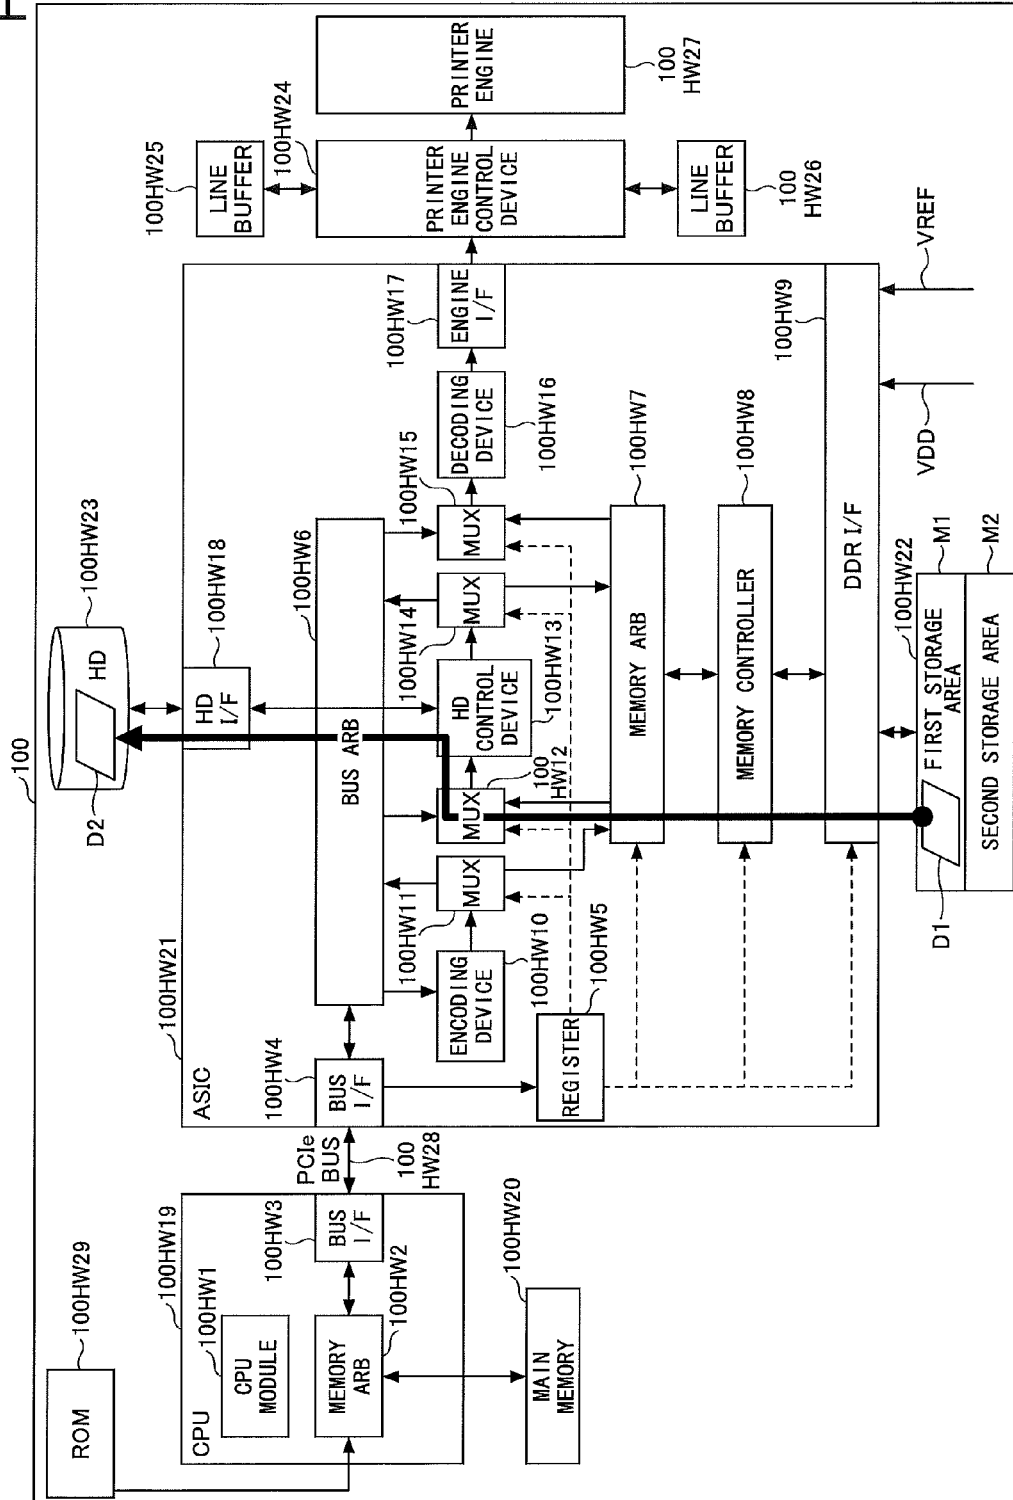 100
ROM
100HW29
CPU
100HW19
CPU
MODULE
100HW1
MEMORY
ARB
100HW2
BUS
I/F
100HW3
MAIN
MEMORY
100HW20
PCIe
BUS
100
HW28
ASIC
100HW21
BUS
I/F
100HW4
REGISTER
100HW5
BUS ARB
100HW6
ENCODING
DEVICE
100HW10
MUX
100HW11
MUX
100
HW12
HD
CONTROL
DEVICE
100HW13
MUX
100HW14
MUX
100HW15
DECODING
DEVICE
100HW16
ENGINE
I/F
100HW17
HD
I/F
100HW18
HD
100HW23
D2
MEMORY ARB
100HW7
MEMORY CONTROLLER
100HW8
DDR I/F
100HW9
VDD
VREF
FIRST STORAGE
AREA
SECOND STORAGE AREA
100HW22
M1
M2
D1
PRINTER
ENGINE
CONTROL
DEVICE
100HW24
LINE
BUFFER
100HW25
LINE
BUFFER
100
HW26
PRINTER
ENGINE
100
HW27